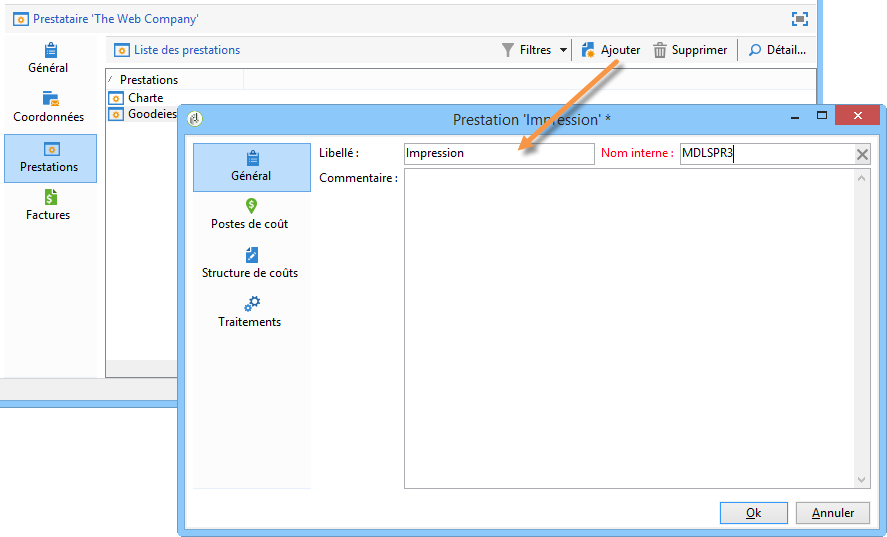 Prestataire 'The Web Company'
Général
Coordonnées
Prestations
Factures
Liste des prestations
Filtres
Ajouter
Supprimer
Détail...
Prestations
Charte
Goodeies
Prestation 'Impression' *
Général
Postes de coût
Structure de coûts
Traitements
Libellé :
Impression
Nom interne :
MDLSPR3
Commentaire :
Ok
Annuler